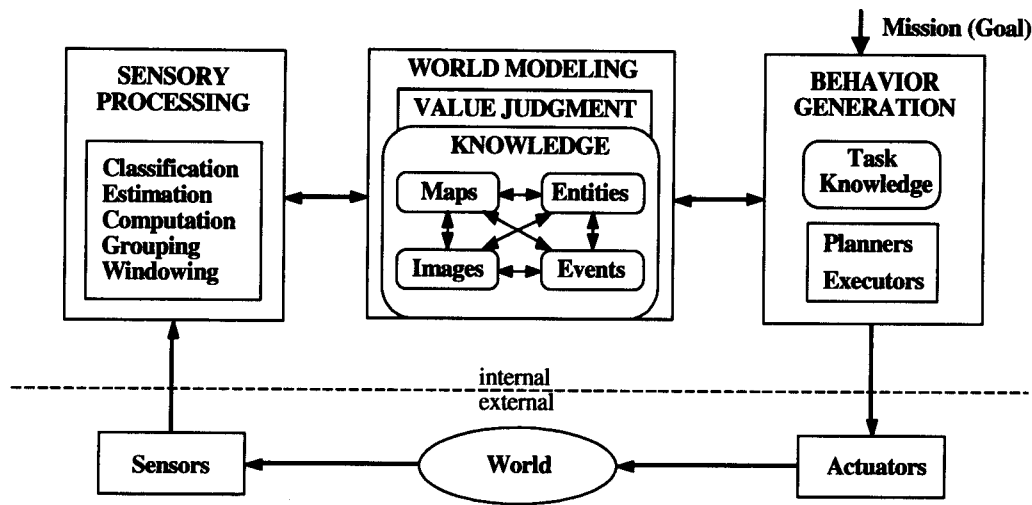 Mission (Goal)
SENSORY
PROCESSING
Classification
Estimation
Computation
Grouping
Windowing
WORLD MODELING
VALUE JUDGMENT
KNOWLEDGE
Maps
Entities
Images
Events
BEHAVIOR
GENERATION
Task
Knowledge
Planners
Executors
internal
external
Sensors
World
Actuators